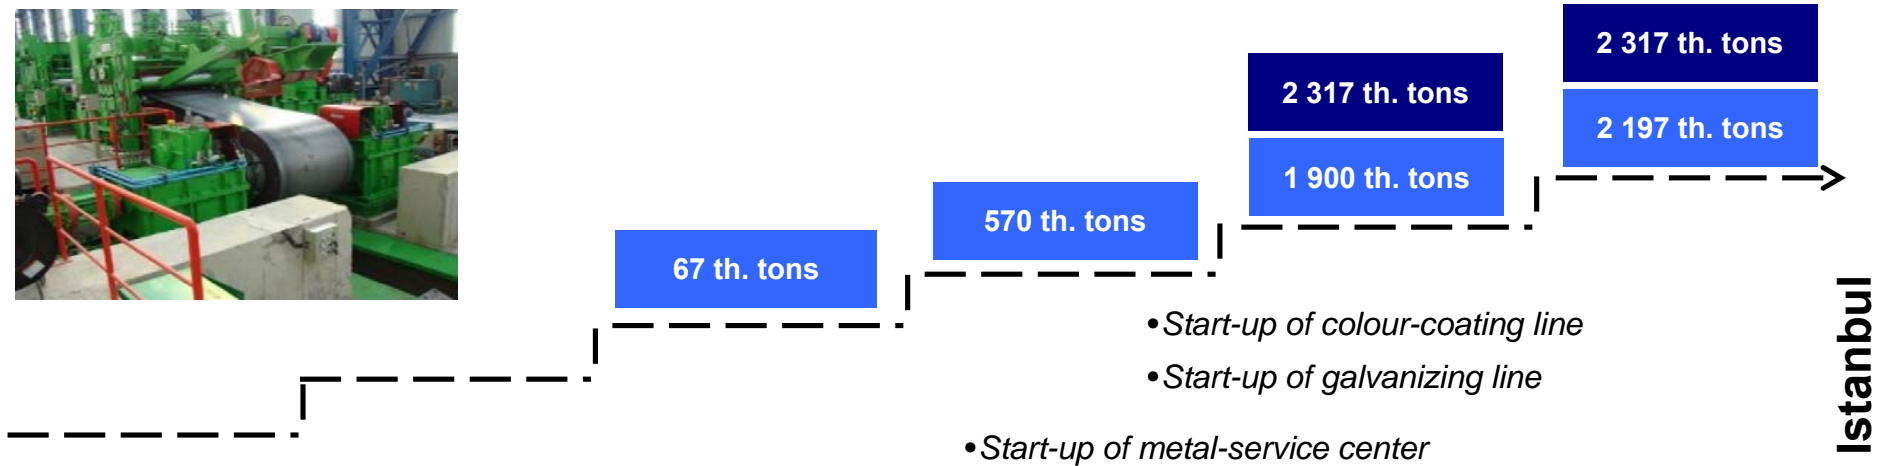 2 317 th. tons
2 317 th. tons
2 197 th. tons
1 900 th. tons
570 th. tons
67 th. tons
•Start-up of colour-coating line
•Start-up of galvanizing line
•Start-up of metal-service center
Istanbul